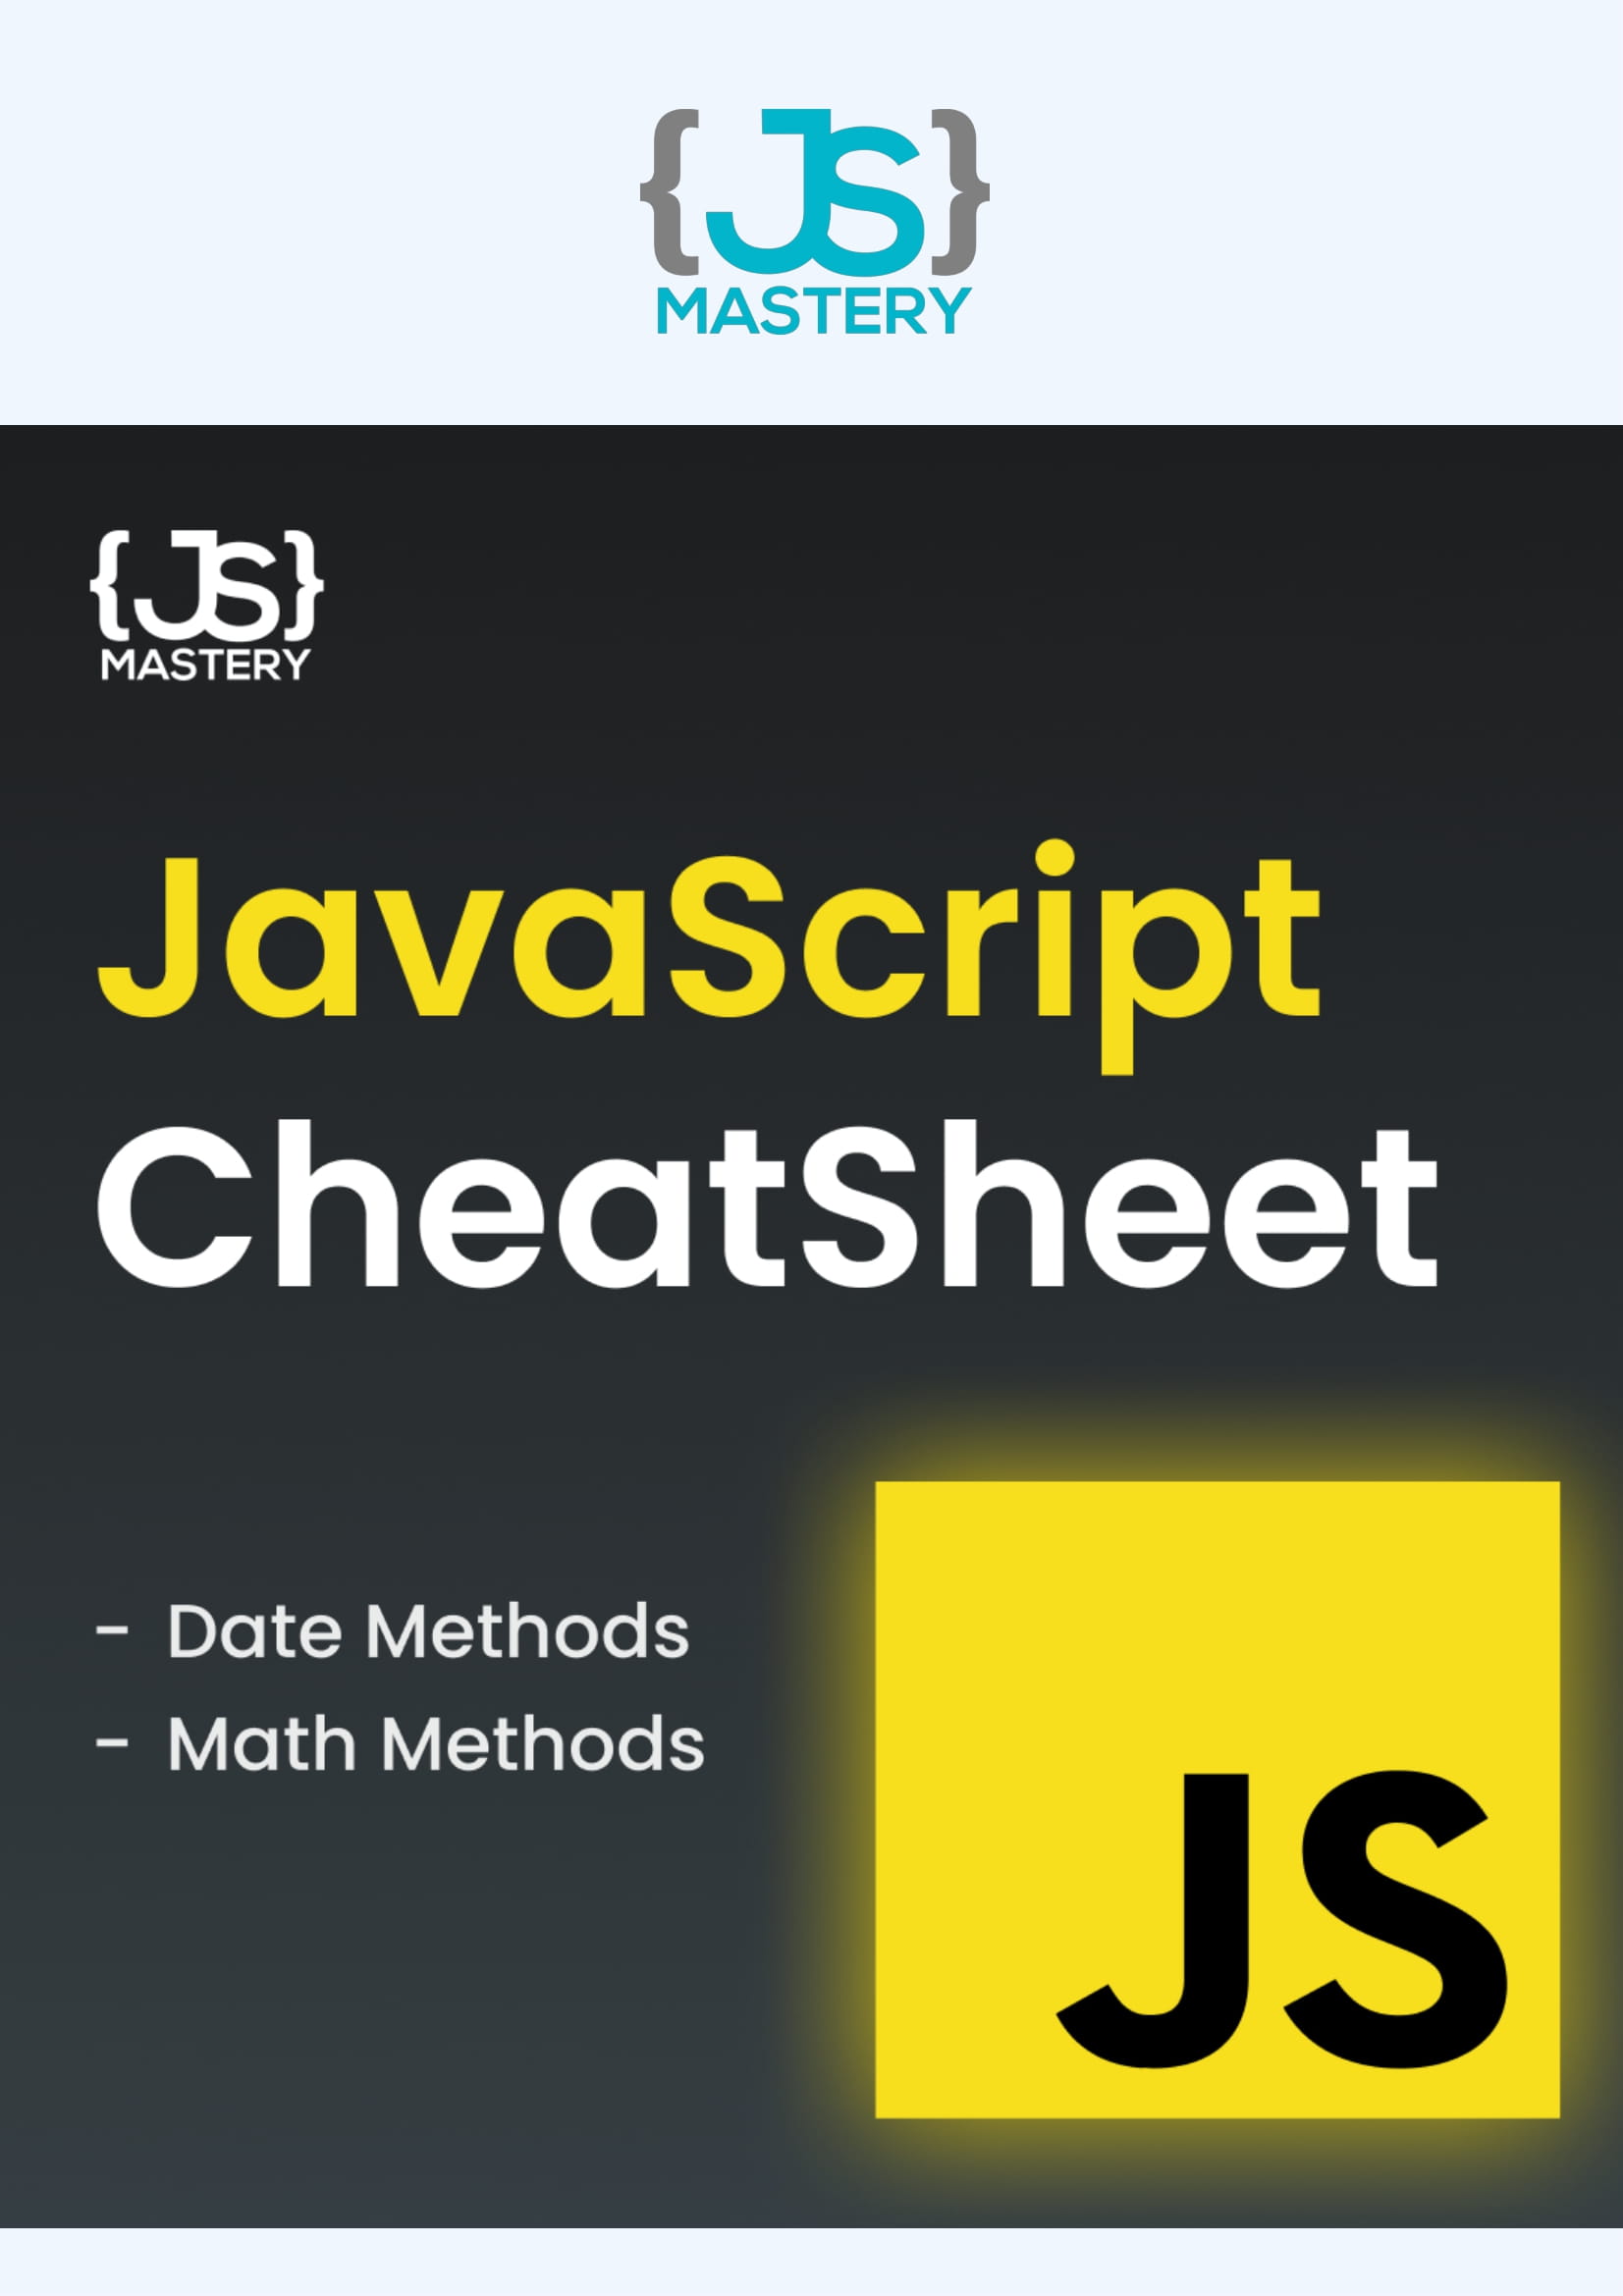 {JS}
MASTERY
{JS}
MASTERY
JavaScript
CheatSheet
- Date Methods
- Math Methods
JS